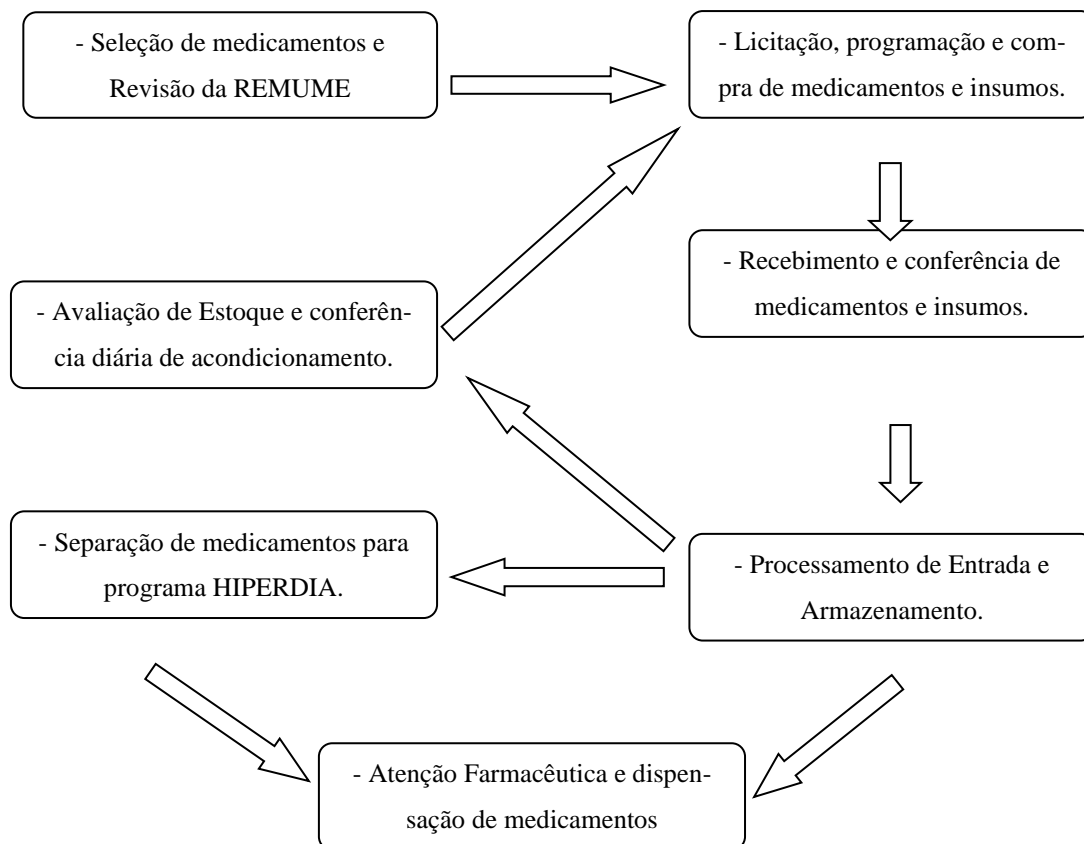 - Seleção de medicamentos e
Revisão da REMUME
- Licitação, programação e com-
pra de medicamentos e insumos.
- Recebimento e conferência de
medicamentos e insumos.
- Avaliação de Estoque e conferên-
cia diária de acondicionamento.
- Separação de medicamentos para
programa HIPERDIA.
- Processamento de Entrada e
Armazenamento.
- Atenção Farmacêutica e dispen-
sação de medicamentos